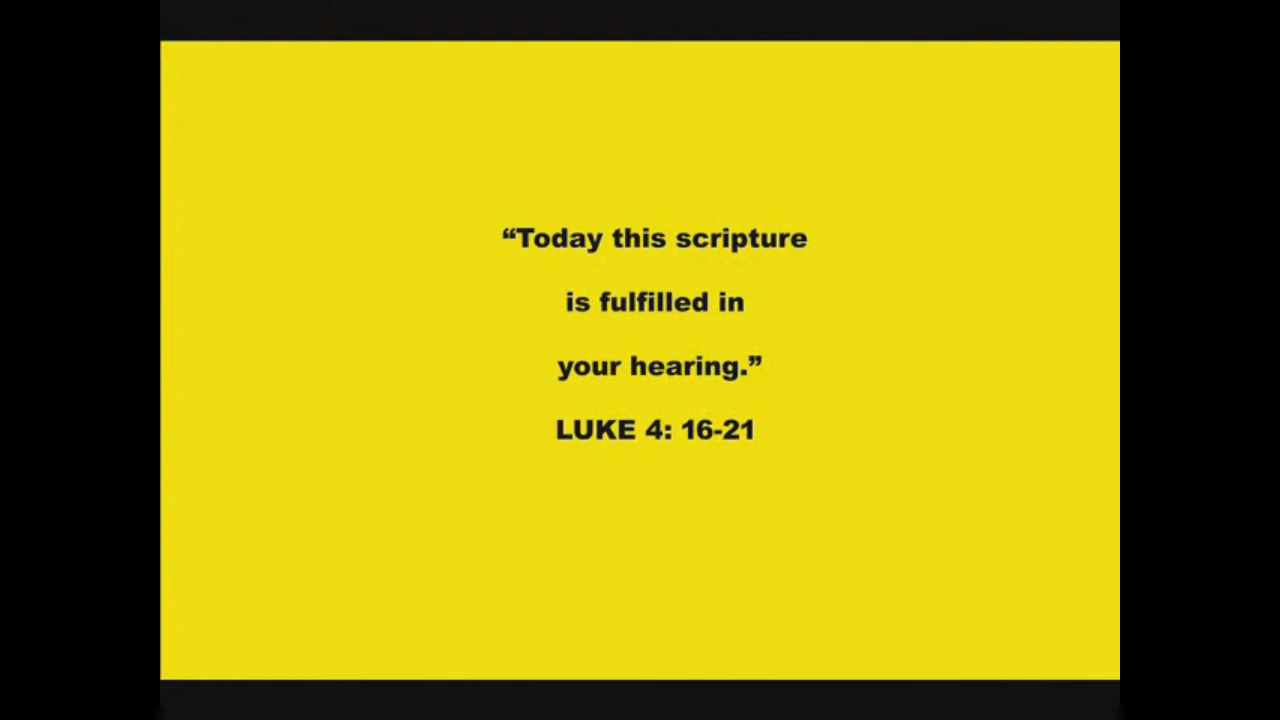 “Today this scripture
is fulfilled in
your hearing.”
LUKE 4: 16-21